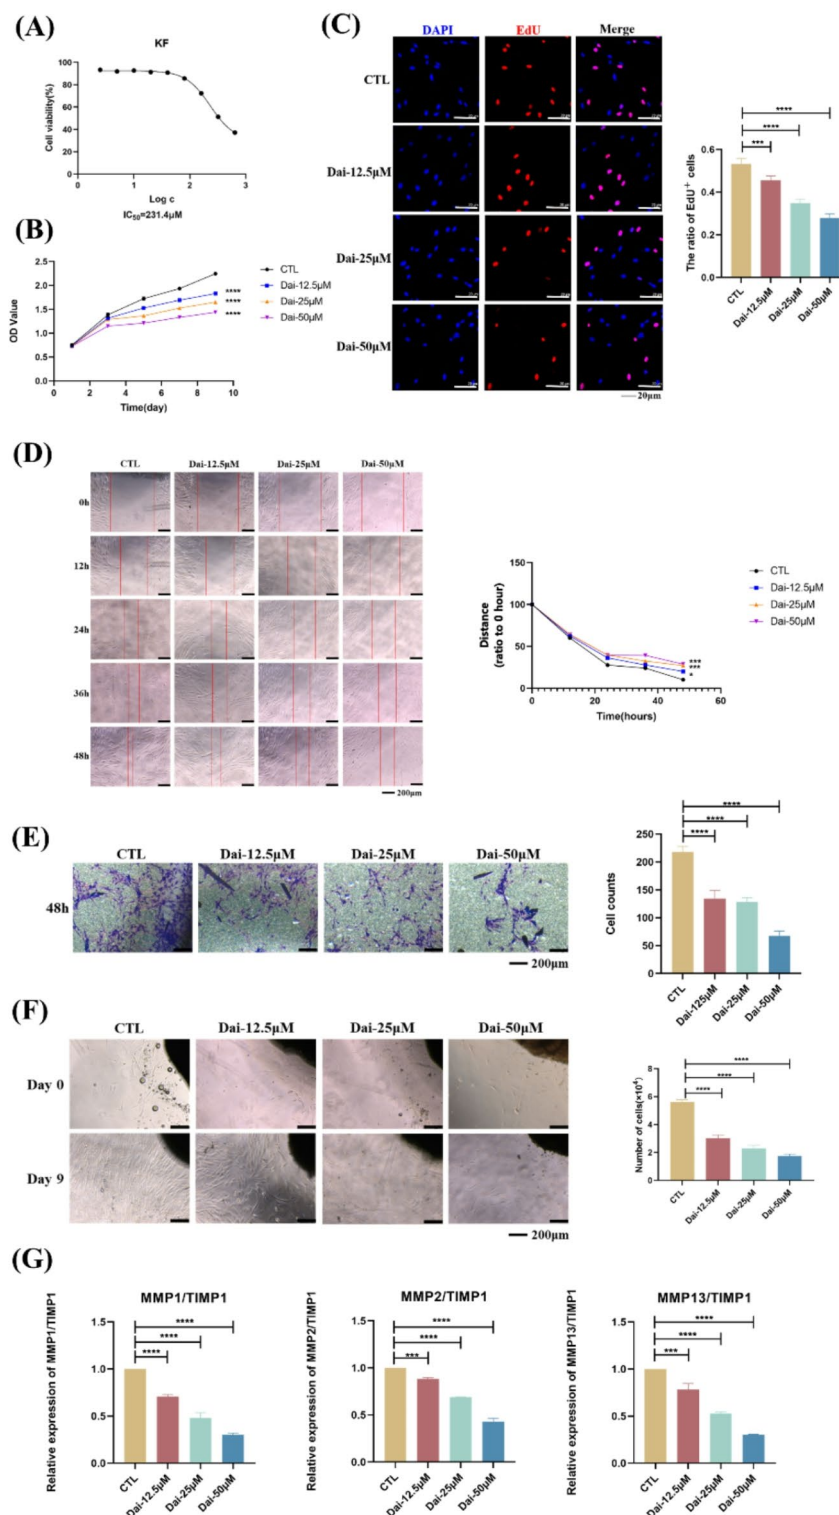 (A)
KF
Cell viability(%)
100
80
60
40
20
0
0
1
2
3
Log c
IC₅₀=231.4μM
(B)
OD Value
2.5
2.0
1.5
1.0
0.5
0.0
0
2
4
6
8
10
Time(day)
CTL
Dai-12.5μM
Dai-25μM
Dai-50μM
****
****
****
(C)
DAPI EdU Merge
CTL
Dai-12.5μM
Dai-25μM
Dai-50μM
20μm
The ratio of EdU⁺ cells
0.6
0.4
0.2
0.0
****
****
***
CTL
Dai-12.5μM
Dai-25μM
Dai-50μM
(D)
CTL Dai-12.5μM Dai-25μM Dai-50μM
0h
12h
24h
36h
48h
200μm
Distance
(ratio to 0 hour)
150
100
50
0
0
20
40
60
Time(hours)
CTL
Dai-12.5μM
Dai-25μM
Dai-50μM
***
***
*
(E)
CTL Dai-12.5μM Dai-25μM Dai-50μM
48h
200μm
Cell counts
250
200
150
100
50
0
****
****
****
CTL
Dai-125μM
Dai-25μM
Dai-50μM
(F)
CTL Dai-12.5μM Dai-25μM Dai-50μM
Day 0
Day 9
200μm
Number of cells(×10⁴)
8
6
4
2
0
****
****
****
CTL
Dai-12.5μM
Dai-25μM
Dai-50μM
(G)
MMP1/TIMP1
Relative expression of MMP1/TIMP1
1.5
1.0
0.5
0.0
****
****
****
CTL
Dai-12.5μM
Dai-25μM
Dai-50μM
MMP2/TIMP1
Relative expression of MMP2/TIMP1
1.5
1.0
0.5
0.0
****
****
***
CTL
Dai-12.5μM
Dai-25μM
Dai-50μM
MMP13/TIMP1
Relative expression of MMP13/TIMP1
1.5
1.0
0.5
0.0
****
****
***
CTL
Dai-12.5μM
Dai-25μM
Dai-50μM